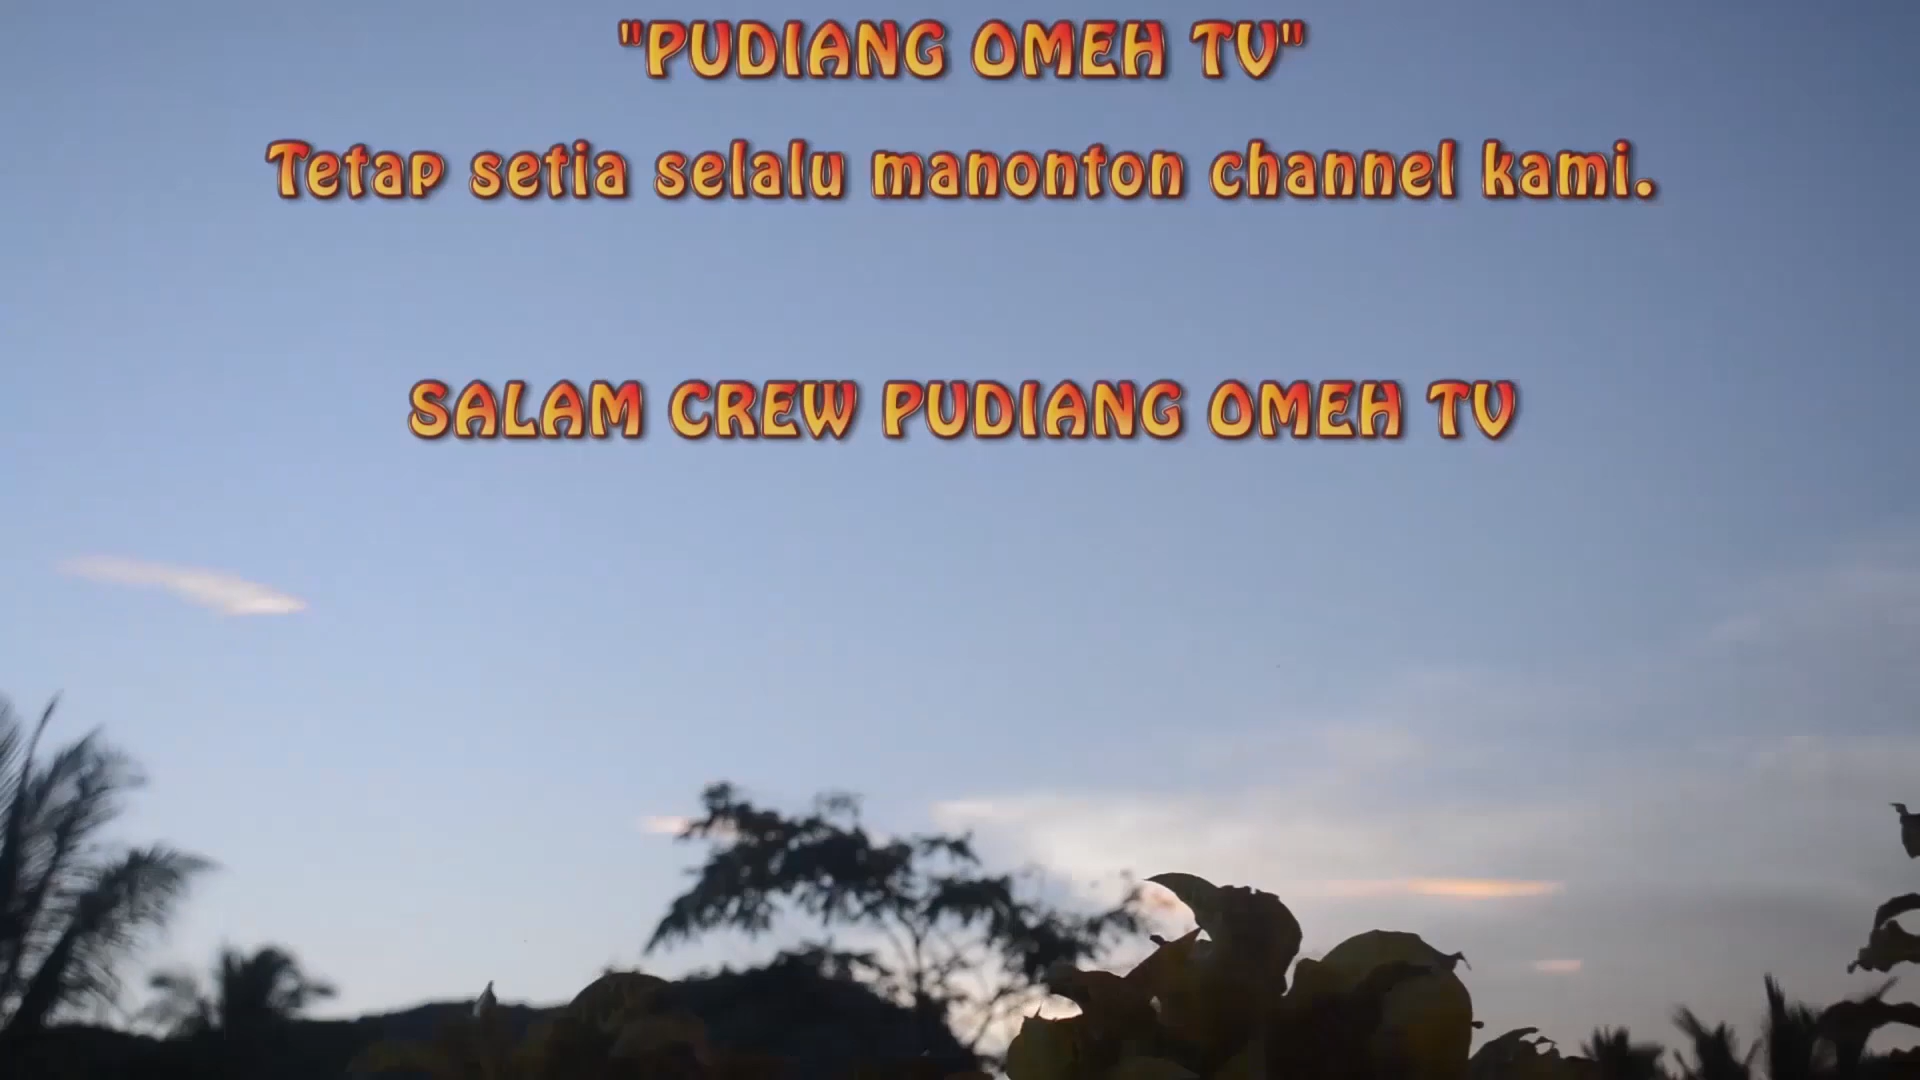 "PUDIANG OMEH TV"
Tetap setia selalu manonton channel kami.
SALAM CREW PUDIANG OMEH TV